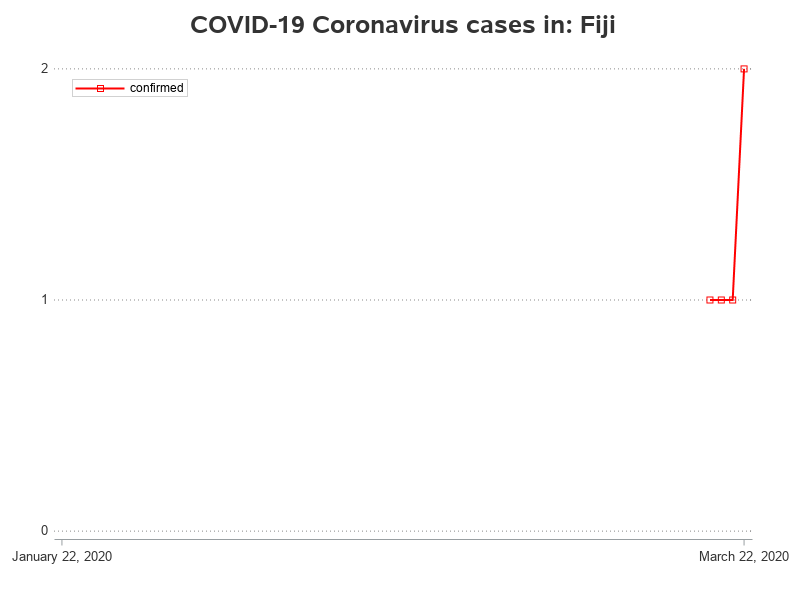 COVID-19 Coronavirus cases in: Fiji
2
confirmed
1
0
January 22, 2020
March 22, 2020